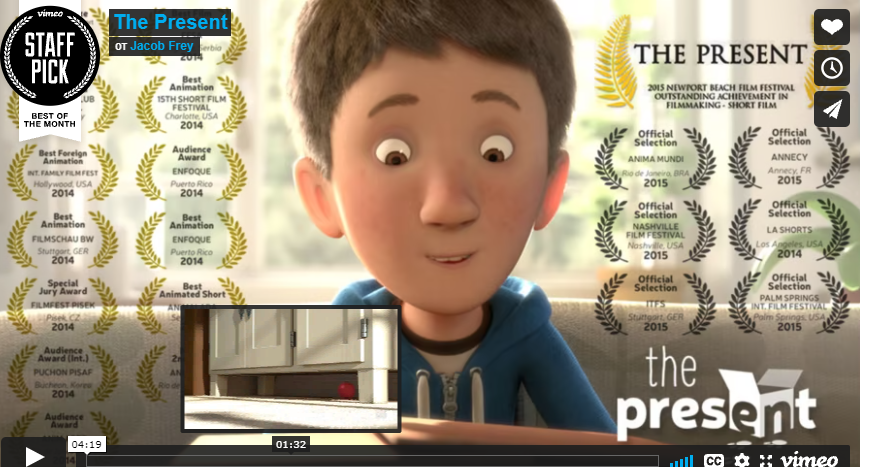 vimeo
STAFF
PICK
BEST OF
THE MONTH
The Present
от Jacob Frey
Serbia
2014
Best
Animation
15TH SHORT FILM
FESTIVAL
Charlotte, USA
2014
Best Foreign
Animation
INT. FAMILY FILM FEST
Hollywood, USA
2014
Audience
Award
ENFOQUE
Puerto Rico
2014
Best
Animation
FILMSCHAU BW
Stuttgart, GER
2014
Best
Animation
ENFOQUE
Puerto Rico
2014
Special
Jury Award
FILMFEST PISEK
Pisek, CZ
2014
Best
Animated Short
Audience
Award (Int.)
PUCHON PISAF
Bucheon, Korea
2014
Audience
Award
THE PRESENT
2015 NEWPORT BEACH FILM FESTIVAL
OUTSTANDING ACHIEVEMENT IN
FILMMAKING - SHORT FILM
Official
Selection
ANIMA MUNDI
Rio de Janeiro, BRA
2015
Official
Selection
ANNECY
Annecy, FR
2015
Official
Selection
NASHVILLE
FILM FESTIVAL
Nashville, USA
2015
Official
Selection
LA SHORTS
Los Angeles, USA
2014
Official
Selection
ITFS
Stuttgart, GER
2015
Official
Selection
PALM SPRINGS
INT. FILM FESTIVAL
Palm Springs, USA
2015
the
present
04:19
01:32
CC
vimeo